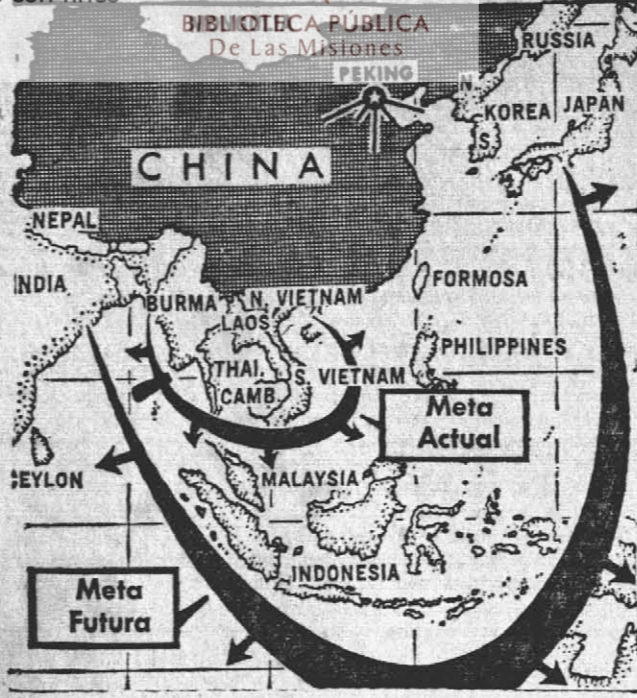 BIBLIOTECA PÚBLICA
De Las Misiones
RUSSIA
PEKING
N.
KOREA
JAPAN
S.
CHINA
NEPAL
INDIA
FORMOSA
BURMA
N. VIETNAM
LAOS
PHILIPPINES
THAI.
S. VIETNAM
CAMB.
Meta
Actual
CEYLON
MALAYSIA
INDONESIA
Meta
Futura